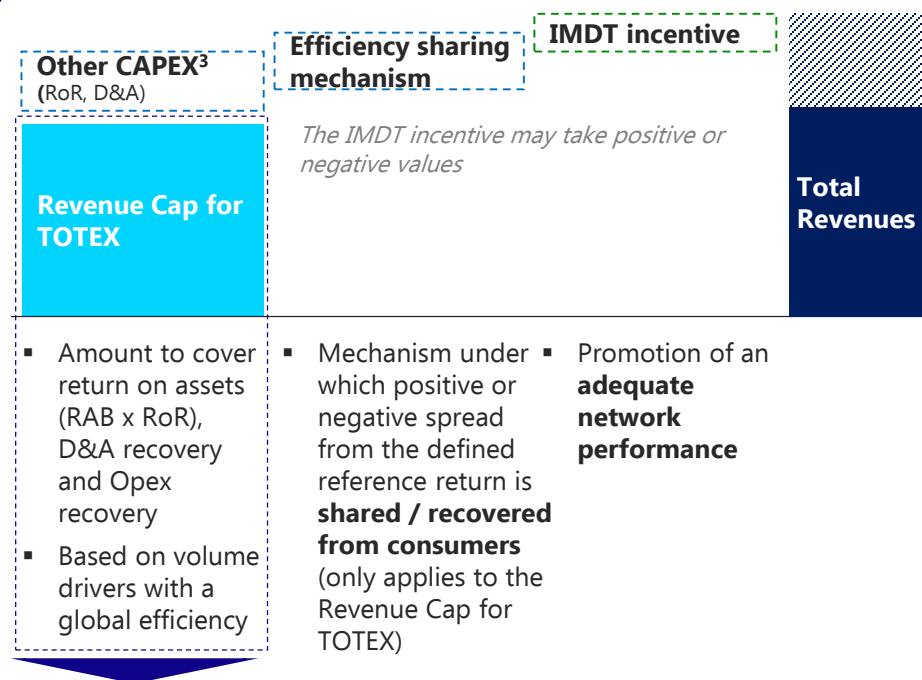 Other CAPEX³
(RoR, D&A)
Efficiency sharing
mechanism
IMDT incentive
The IMDT incentive may take positive or
negative values
Revenue Cap for
TOTEX
Total
Revenues
▪ Amount to cover
return on assets
(RAB x RoR),
D&A recovery
and Opex
recovery
▪ Based on volume
drivers with a
global efficiency
▪ Mechanism under
which positive or
negative spread
from the defined
reference return is
shared / recovered
from consumers
(only applies to the
Revenue Cap for
TOTEX)
▪ Promotion of an
adequate
network
performance